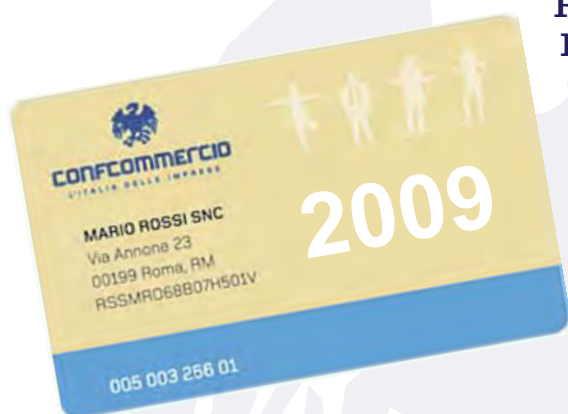 CONFCOMMERCIO
L'ITALIA DELLE IMPRESE
2009
MARIO ROSSI SNC
Via Annone 23
00199 Roma, RM
RSSMRO68B07H501V
005 003 256 01